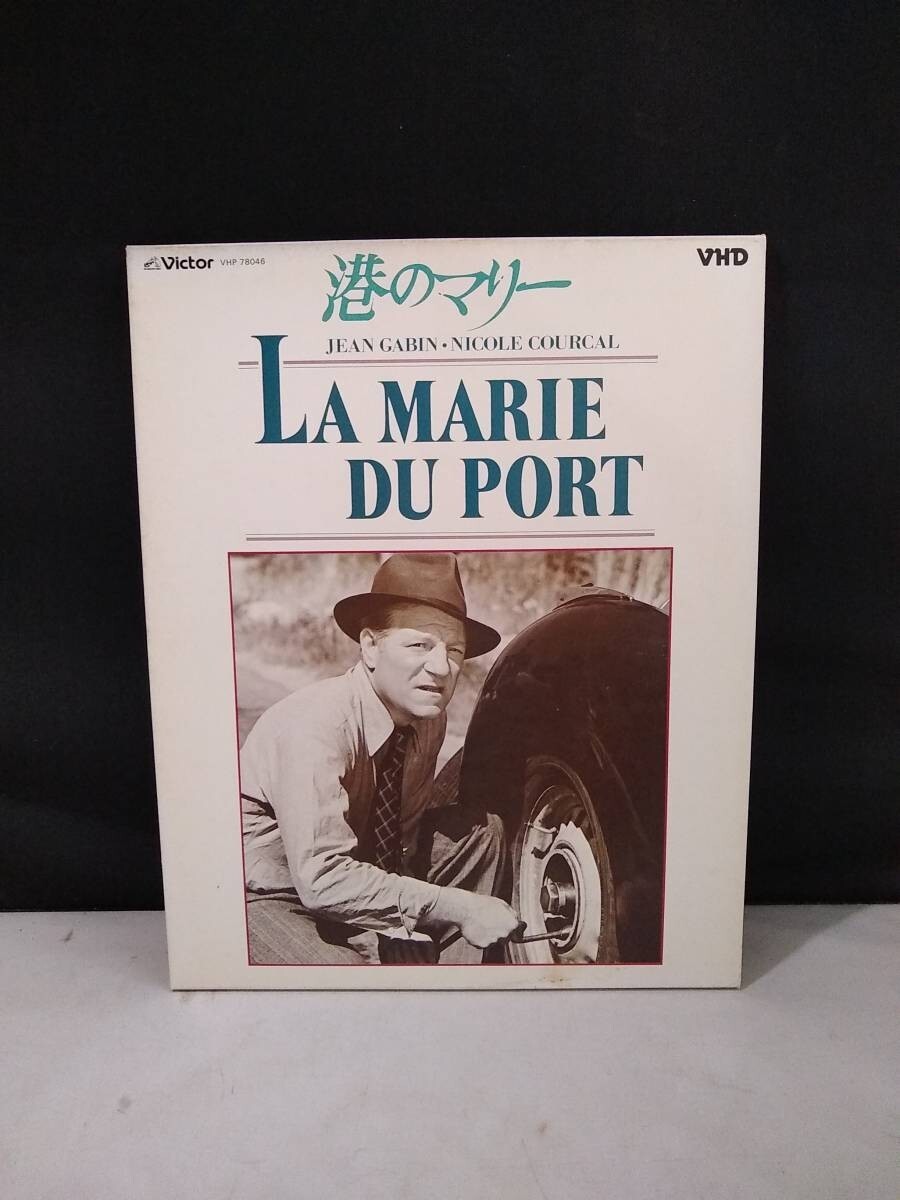 Victor VHP 78046
VHD
港のマリー
JEAN GABIN • NICOLE COURCAL
LA MARIE
DU PORT